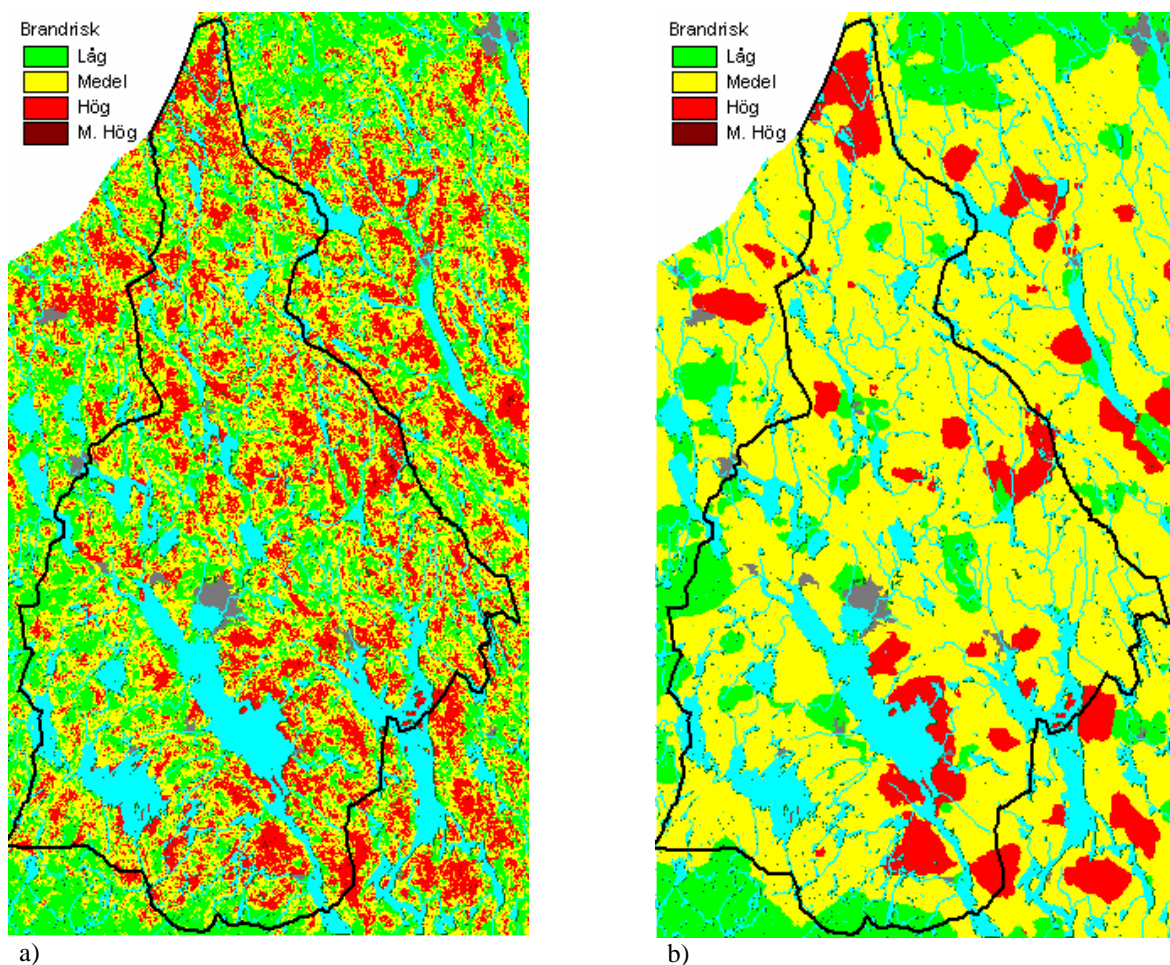 Brandrisk
Låg
Medel
Hög
M. Hög
Brandrisk
Låg
Medel
Hög
M. Hög
a)
b)